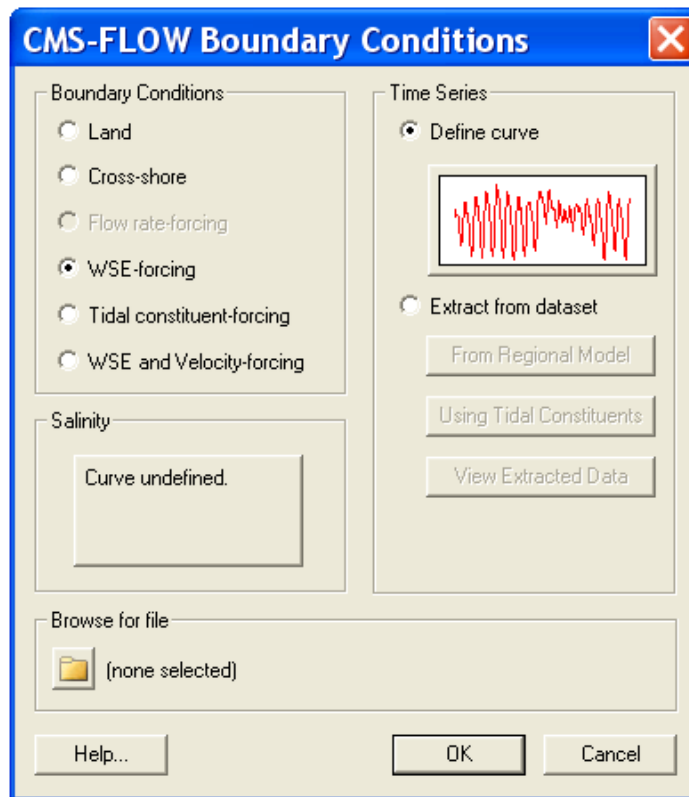 CMS-FLOW Boundary Conditions
Boundary Conditions
Land
Cross-shore
Flow rate-forcing
WSE-forcing
Tidal constituent-forcing
WSE and Velocity-forcing
Salinity
Curve undefined.
Time Series
Define curve
Extract from dataset
From Regional Model
Using Tidal Constituents
View Extracted Data
Browse for file
(none selected)
Help...
OK
Cancel